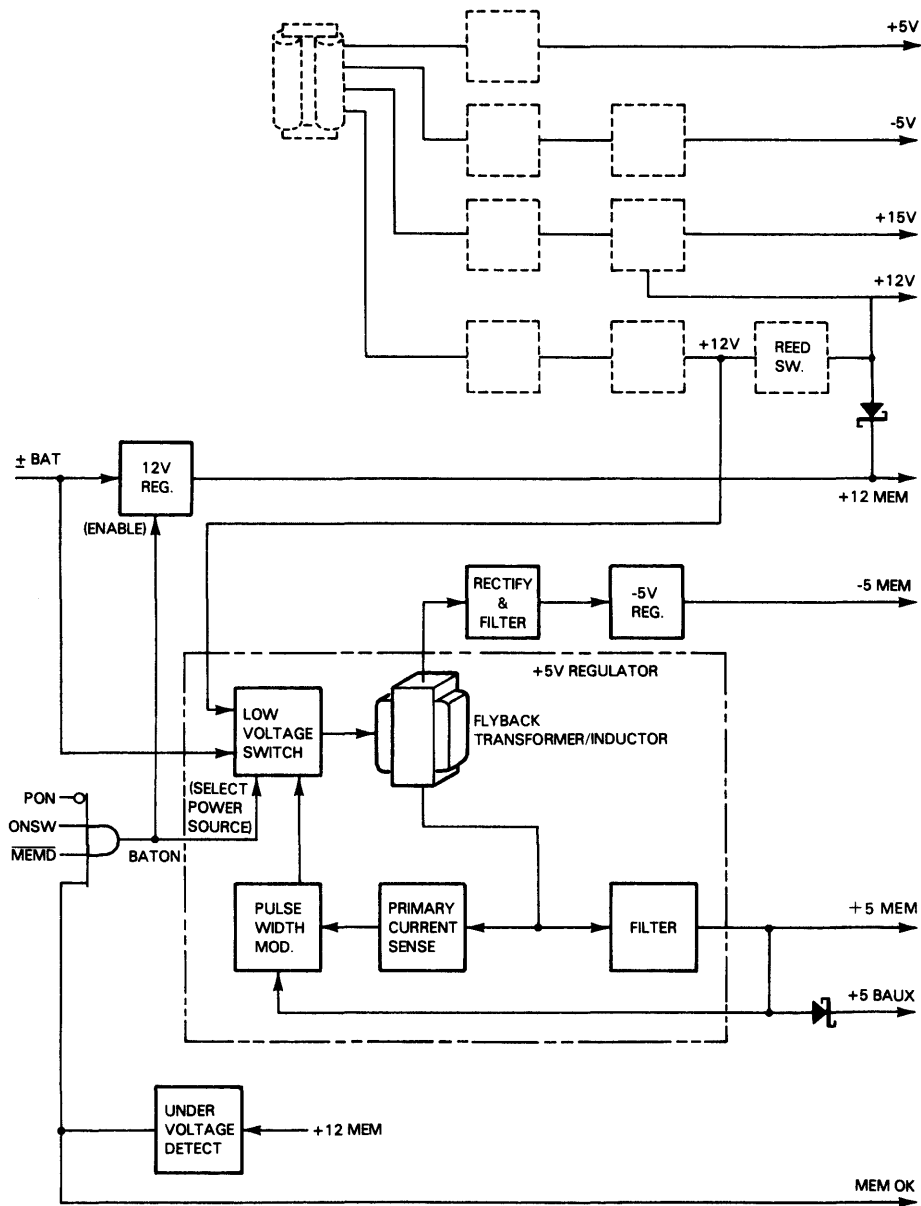 +5V
-5V
+15V
+12V
+12V
REED
SW.
± BAT
12V
REG.
(ENABLE)
+12 MEM
RECTIFY
&
FILTER
-5V
REG.
-5 MEM
+5V REGULATOR
LOW
VOLTAGE
SWITCH
FLYBACK
TRANSFORMER/INDUCTOR
(SELECT
POWER
SOURCE)
PON
ONSW
MEMD
BATON
PULSE
WIDTH
MOD.
PRIMARY
CURRENT
SENSE
FILTER
+5 MEM
+5 BAUX
UNDER
VOLTAGE
DETECT
+12 MEM
MEM OK